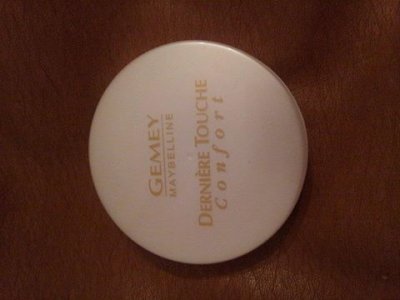 GEMEY
MAYBELLINE
DERNIÈRE TOUCHE
Confort